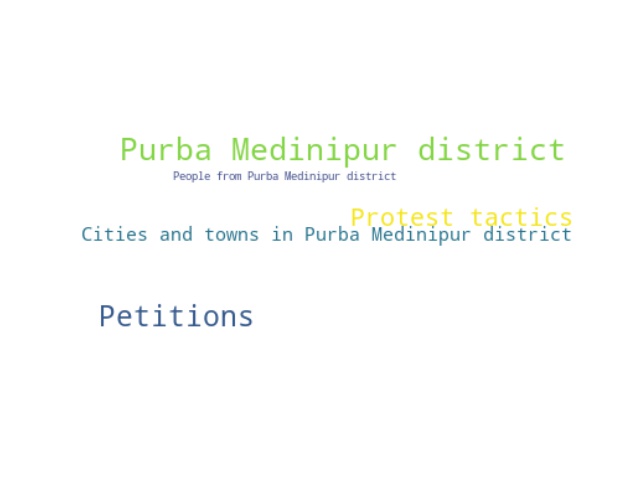 Purba Medinipur district
People from Purba Medinipur district
Protest tactics
Cities and towns in Purba Medinipur district
Petitions